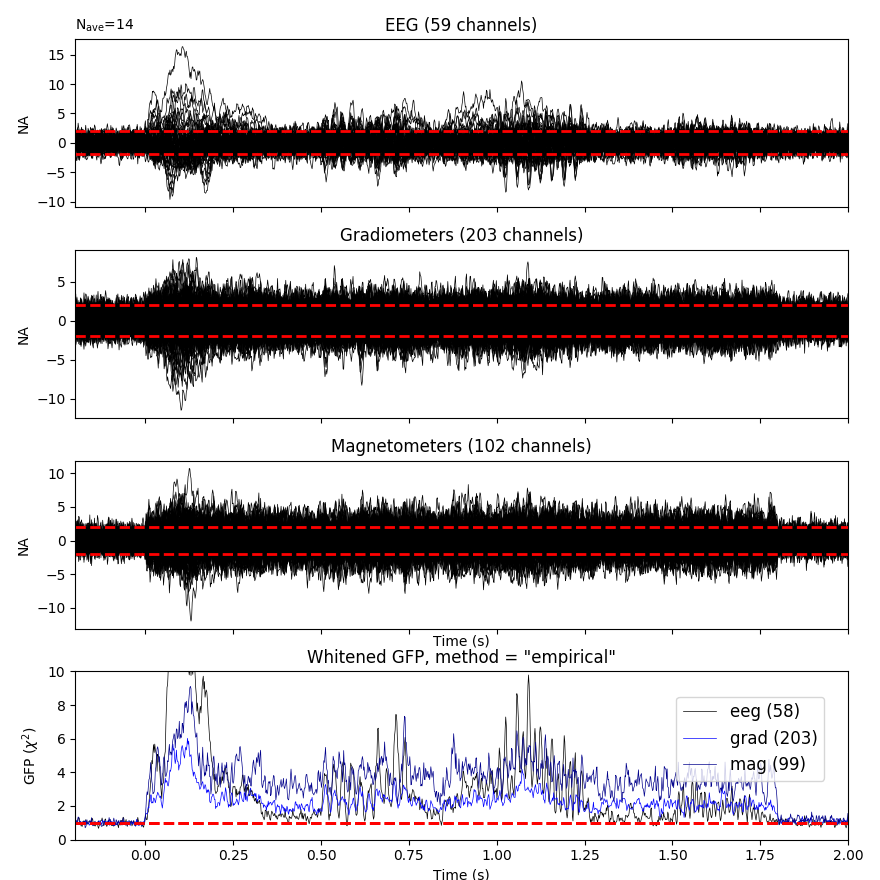 N_ave=14
EEG (59 channels)
15
10
5
0
−5
−10
NA
Gradiometers (203 channels)
5
0
−5
−10
NA
Magnetometers (102 channels)
10
5
0
−5
−10
NA
Time (s)
Whitened GFP, method = "empirical"
10
8
6
4
2
0
GFP (χ²)
eeg (58)
grad (203)
mag (99)
0.00 0.25 0.50 0.75 1.00 1.25 1.50 1.75 2.00
Time (s)